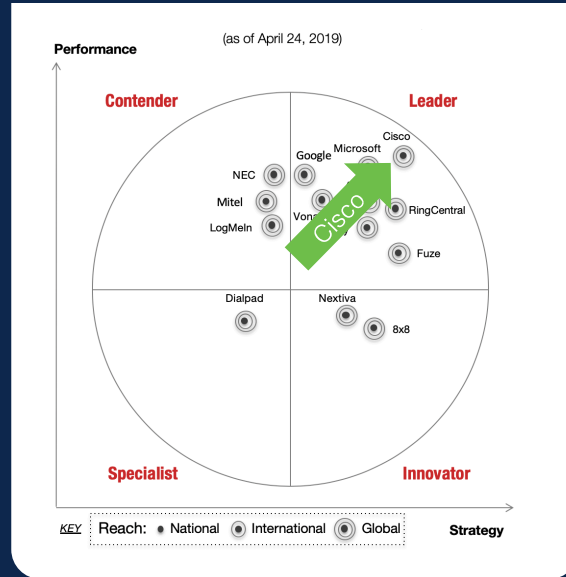 (as of April 24, 2019)
Performance
Contender
Leader
Cisco
Microsoft
Google
NEC
Mitel
RingCentral
LogMeIn
Cisco
Fuze
Dialpad
Nextiva
8x8
Specialist
Innovator
KEY
Reach: National International Global
Strategy